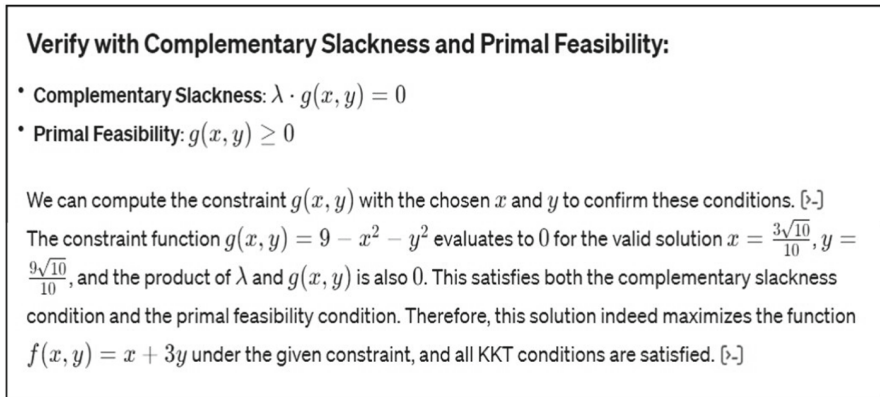 Verify with Complementary Slackness and Primal Feasibility:
• Complementary Slackness: λ · g(x, y) = 0
• Primal Feasibility: g(x, y) ≥ 0
We can compute the constraint g(x, y) with the chosen x and y to confirm these conditions. [>-]
The constraint function g(x, y) = 9 − x² − y² evaluates to 0 for the valid solution x = 3√10/10, y =
9√10/10, and the product of λ and g(x, y) is also 0. This satisfies both the complementary slackness
condition and the primal feasibility condition. Therefore, this solution indeed maximizes the function
f(x, y) = x + 3y under the given constraint, and all KKT conditions are satisfied. [>-]